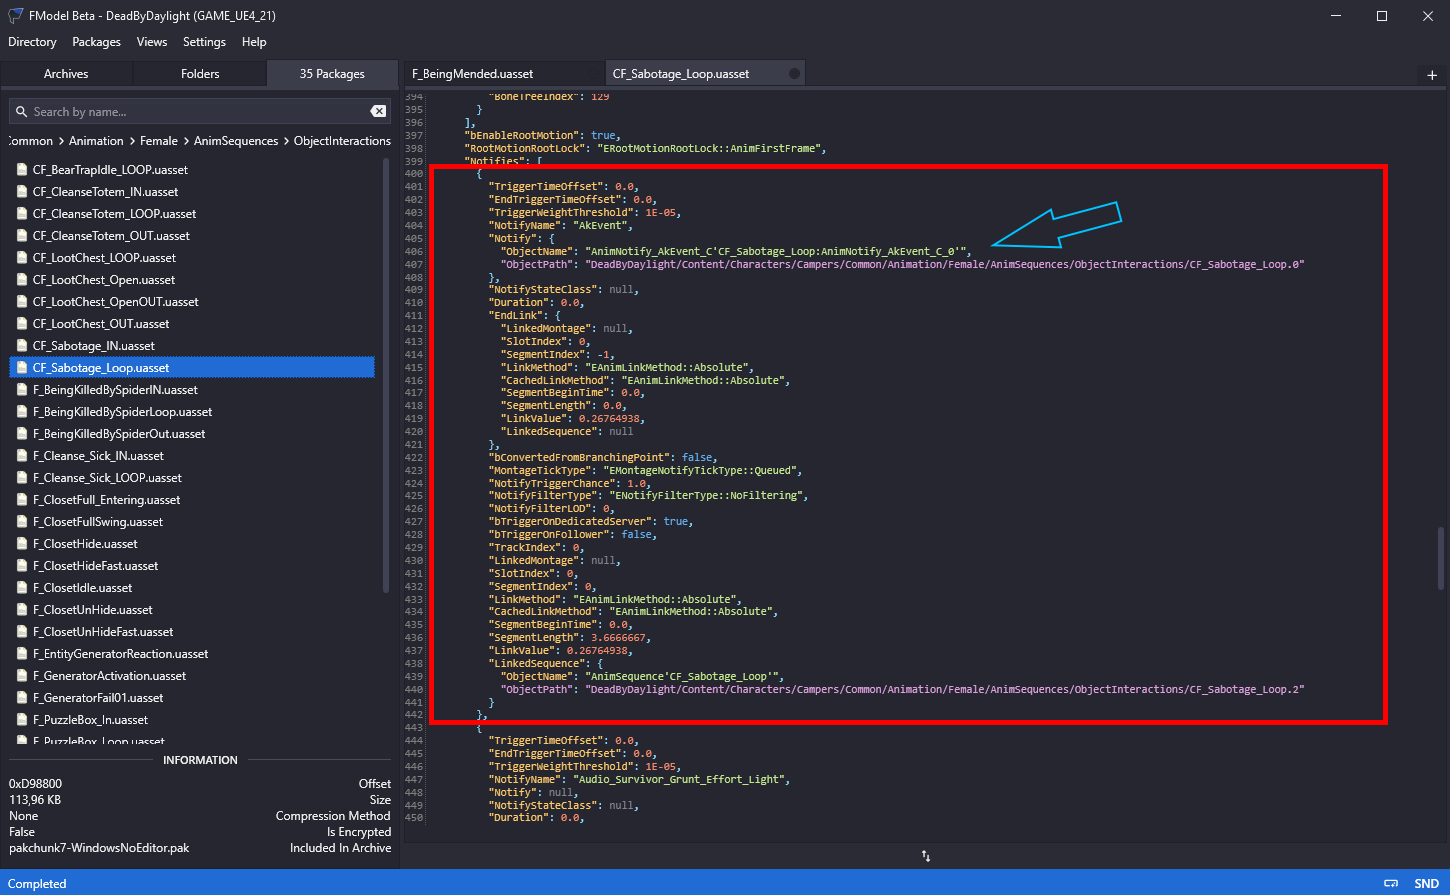 FModel Beta - DeadByDaylight (GAME_UE4_21)
Directory Packages Views Settings Help
Archives Folders 35 Packages
Search by name...
Common > Animation > Female > AnimSequences > ObjectInteractions
CF_BearTrapIdle_LOOP.uasset
CF_CleanseTotem_IN.uasset
CF_CleanseTotem_LOOP.uasset
CF_CleanseTotem_OUT.uasset
CF_LootChest_LOOP.uasset
CF_LootChest_Open.uasset
CF_LootChest_OpenOUT.uasset
CF_LootChest_OUT.uasset
CF_Sabotage_IN.uasset
CF_Sabotage_Loop.uasset
F_BeingKilledBySpiderIN.uasset
F_BeingKilledBySpiderLoop.uasset
F_BeingKilledBySpiderOut.uasset
F_Cleanse_Sick_IN.uasset
F_Cleanse_Sick_LOOP.uasset
F_ClosetFull_Entering.uasset
F_ClosetFullSwing.uasset
F_ClosetHide.uasset
F_ClosetHideFast.uasset
F_ClosetIdle.uasset
F_ClosetUnHide.uasset
F_ClosetUnHideFast.uasset
F_EntityGeneratorReaction.uasset
F_GeneratorActivation.uasset
F_GeneratorFail01.uasset
F_PuzzleBox_In.uasset
F_PuzzleBox_Loop.uasset
INFORMATION
0xD98800 Offset
113,96 KB Size
None Compression Method
False Is Encrypted
pakchunk7-WindowsNoEditor.pak Included In Archive
F_BeingMended.uasset CF_Sabotage_Loop.uasset +
394 "BoneTreeIndex": 129
395 }
396 ],
397 "bEnableRootMotion": true,
398 "RootMotionRootLock": "ERootMotionRootLock::AnimFirstFrame",
399 "Notifies": [
400 {
401 "TriggerTimeOffset": 0.0,
402 "EndTriggerTimeOffset": 0.0,
403 "TriggerWeightThreshold": 1E-05,
404 "NotifyName": "AkEvent",
405 "Notify": {
406 "ObjectName": "AnimNotify_AkEvent_C'CF_Sabotage_Loop:AnimNotify_AkEvent_C_0'",
407 "ObjectPath": "DeadByDaylight/Content/Characters/Campers/Common/Animation/Female/AnimSequences/ObjectInteractions/CF_Sabotage_Loop.0"
408 },
409 "NotifyStateClass": null,
410 "Duration": 0.0,
411 "EndLink": {
412 "LinkedMontage": null,
413 "SlotIndex": 0,
414 "SegmentIndex": -1,
415 "LinkMethod": "EAnimLinkMethod::Absolute",
416 "CachedLinkMethod": "EAnimLinkMethod::Absolute",
417 "SegmentBeginTime": 0.0,
418 "SegmentLength": 0.0,
419 "LinkValue": 0.26764938,
420 "LinkedSequence": null
421 },
422 "bConvertedFromBranchingPoint": false,
423 "MontageTickType": "EMontageNotifyTickType::Queued",
424 "NotifyTriggerChance": 1.0,
425 "NotifyFilterType": "ENotifyFilterType::NoFiltering",
426 "NotifyFilterLOD": 0,
427 "bTriggerOnDedicatedServer": true,
428 "bTriggerOnFollower": false,
429 "TrackIndex": 0,
430 "LinkedMontage": null,
431 "SlotIndex": 0,
432 "SegmentIndex": 0,
433 "LinkMethod": "EAnimLinkMethod::Absolute",
434 "CachedLinkMethod": "EAnimLinkMethod::Absolute",
435 "SegmentBeginTime": 0.0,
436 "SegmentLength": 3.6666667,
437 "LinkValue": 0.26764938,
438 "LinkedSequence": {
439 "ObjectName": "AnimSequence'CF_Sabotage_Loop'",
440 "ObjectPath": "DeadByDaylight/Content/Characters/Campers/Common/Animation/Female/AnimSequences/ObjectInteractions/CF_Sabotage_Loop.2"
441 }
442 },
443 {
444 "TriggerTimeOffset": 0.0,
445 "EndTriggerTimeOffset": 0.0,
446 "TriggerWeightThreshold": 1E-05,
447 "NotifyName": "Audio_Survivor_Grunt_Effort_Light",
448 "Notify": null,
449 "NotifyStateClass": null,
450 "Duration": 0.0,
Completed SND